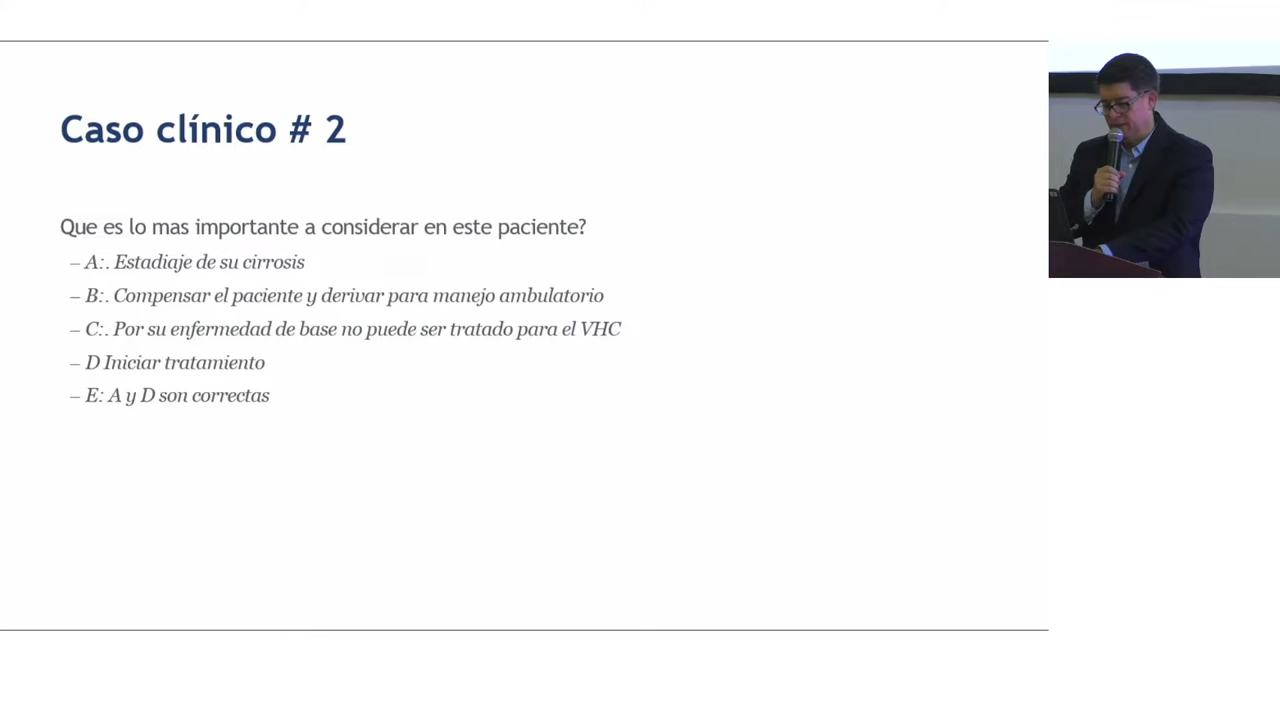 Caso clínico # 2
Que es lo mas importante a considerar en este paciente?
– A:. Estadiaje de su cirrosis
– B:. Compensar el paciente y derivar para manejo ambulatorio
– C:. Por su enfermedad de base no puede ser tratado para el VHC
– D Iniciar tratamiento
– E: A y D son correctas